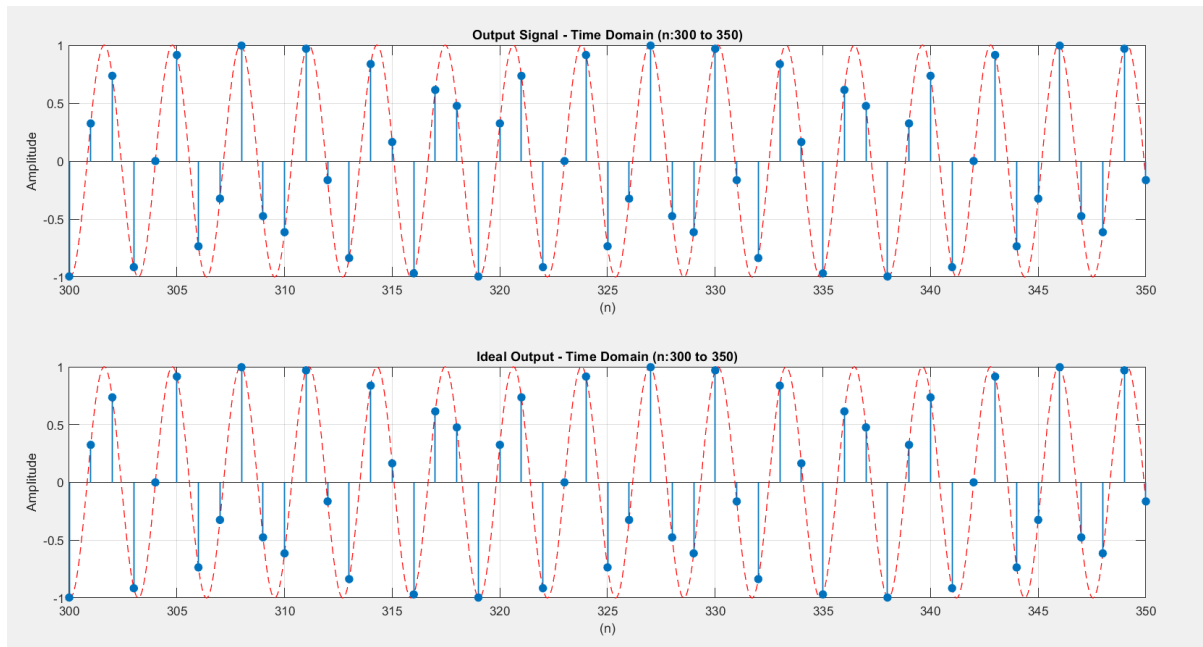 Output Signal - Time Domain (n:300 to 350)
Amplitude
1
0.5
0
-0.5
-1
300 305 310 315 320 325 330 335 340 345 350
(n)
Ideal Output - Time Domain (n:300 to 350)
Amplitude
1
0.5
0
-0.5
-1
300 305 310 315 320 325 330 335 340 345 350
(n)